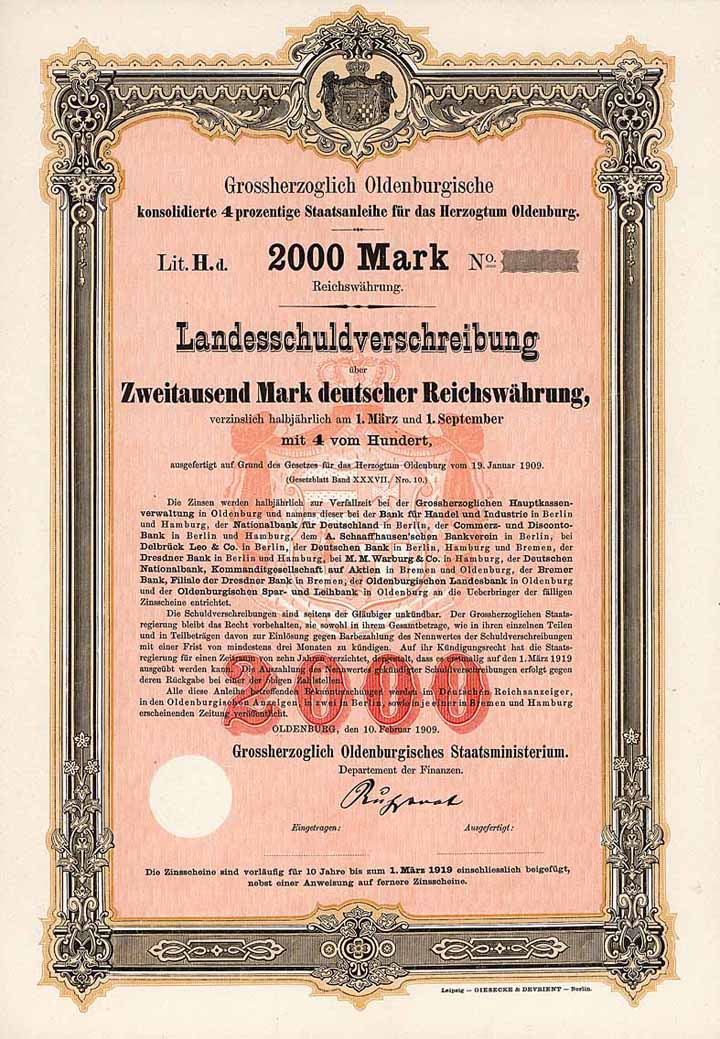 Grossherzoglich Oldenburgische
konsolidierte 4 prozentige Staatsanleihe für das Herzogtum Oldenburg.
Lit. H. d. 2000 Mark No.
Reichswährung.
Landesschuldverschreibung
über
Zweitausend Mark deutscher Reichswährung,
verzinslich halbjährlich am 1. März und 1. September
mit 4 vom Hundert,
ausgefertigt auf Grund des Gesetzes für das Herzogtum Oldenburg vom 19. Januar 1909.
(Gesetzblatt Band XXXVII. Nro. 10.)
Die Zinsen werden halbjährlich zur Verfallzeit bei der Grossherzoglichen Hauptkassen-
verwaltung in Oldenburg und namens dieser bei der Bank für Handel und Industrie in Berlin
und Hamburg, der Nationalbank für Deutschland in Berlin, der Commerz- und Disconto-
Bank in Berlin und Hamburg, dem A. Schaaffhausen'schen Bankverein in Berlin, bei
Delbrück Leo & Co. in Berlin, der Deutschen Bank in Berlin, Hamburg und Bremen, der
Dresdner Bank in Berlin und Hamburg, bei M. M. Warburg & Co. in Hamburg, der Deutschen
Nationalbank, Kommanditgesellschaft auf Aktien in Bremen und Oldenburg, der Bremer
Bank, Filiale der Dresdner Bank in Bremen, der Oldenburgischen Landesbank in Oldenburg
und der Oldenburgischen Spar- und Leihbank in Oldenburg an die Ueberbringer der fälligen
Zinsscheine entrichtet.
Die Schuldverschreibungen sind seitens der Gläubiger unkündbar. Der Grossherzoglichen Staats-
regierung bleibt das Recht vorbehalten, sie sowohl in ihrem Gesamtbetrage, wie in ihren einzelnen Teilen
und in Teilbeträgen davon zur Einlösung gegen Barbezahlung des Nennwertes der Schuldverschreibungen
mit einer Frist von mindestens drei Monaten zu kündigen. Auf ihr Kündigungsrecht hat die Staats-
regierung für einen Zeitraum von zehn Jahren verzichtet, dergestalt, dass es erstmalig auf den 1. März 1919
ausgeübt werden kann. Die Auszahlung des Nennwertes gekündigter Schuldverschreibungen erfolgt gegen
deren Rückgabe bei einer der obigen Zahlstellen.
Alle diese Anleihe betreffenden Bekanntmachungen werden im Deutschen Reichsanzeiger,
in den Oldenburgischen Anzeigen, in zwei in Berlin, sowie in je einer in Bremen und Hamburg
erscheinenden Zeitung veröffentlicht.
2000
OLDENBURG, den 10. Februar 1909.
Grossherzoglich Oldenburgisches Staatsministerium.
Departement der Finanzen.
Eingetragen: Ausgefertigt:
Die Zinsscheine sind vorläufig für 10 Jahre bis zum 1. März 1919 einschliesslich beigefügt,
nebst einer Anweisung auf fernere Zinsscheine.
Leipzig — GIESECKE & DEVRIENT — Berlin.